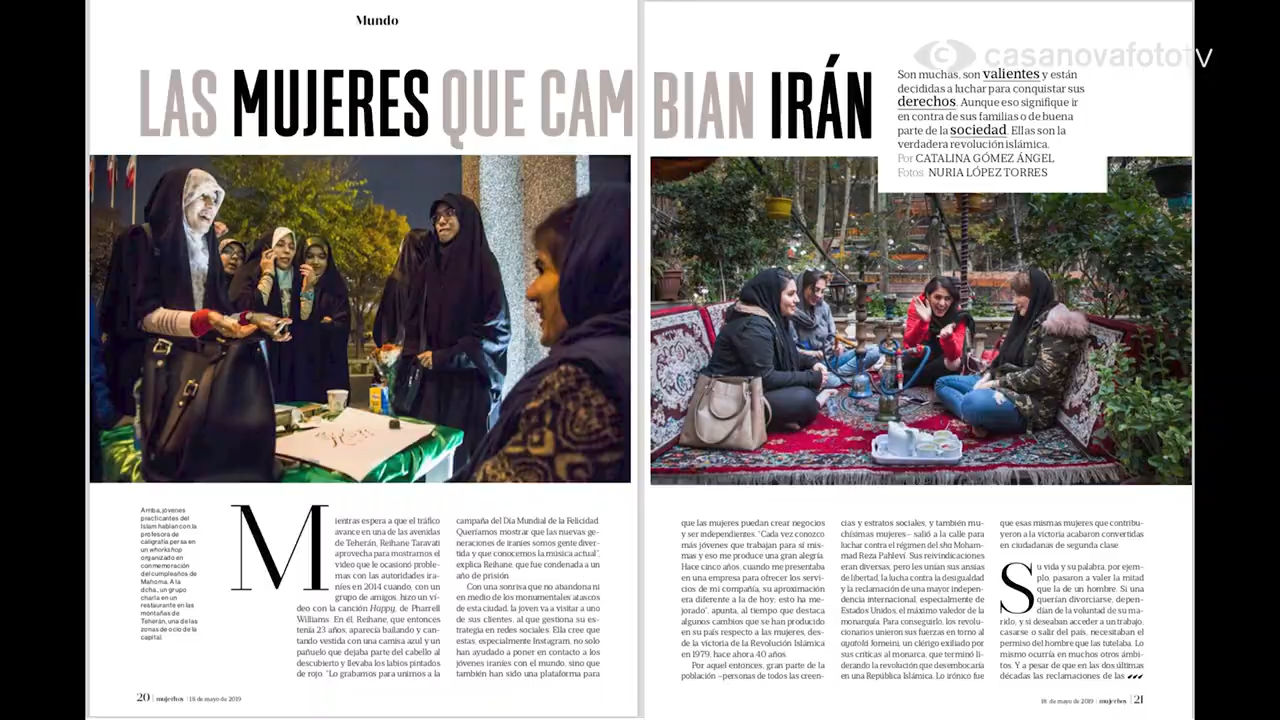 Mundo
casanovafototv
LAS MUJERES QUE CAMBIAN IRÁN
Son muchas, son valientes y están
decididas a luchar para conquistar sus
derechos. Aunque eso signifique ir
en contra de sus familias o de buena
parte de la sociedad. Ellas son la
verdadera revolución islámica.
Por CATALINA GÓMEZ ÁNGEL
Fotos NURIA LÓPEZ TORRES
Arriba, jóvenes
practicantes del
Islam hablan con la
profesora de
caligrafía persa en
un whorkshop
organizado en
conmemoración
del cumpleaños de
Mahoma. A la
dcha., un grupo
charla en un
restaurante en las
montañas de
Teherán, una de las
zonas de ocio de la
capital.
Mientras espera a que el tráfico
avance en una de las avenidas
de Teherán, Reihane Taravati
aprovecha para mostrarnos el
vídeo que le ocasionó proble-
mas con las autoridades ira-
níes en 2014 cuando, con un
grupo de amigos, hizo un ví-
deo con la canción Happy, de Pharrell
Williams. En él, Reihane, que entonces
tenía 23 años, aparecía bailando y can-
tando vestida con una camisa azul y un
pañuelo que dejaba parte del cabello al
descubierto y llevaba los labios pintados
de rojo. "Lo grabamos para unirnos a la
campaña del Día Mundial de la Felicidad.
Queríamos mostrar que las nuevas ge-
neraciones de iraníes somos gente diver-
tida y que conocemos la música actual",
explica Reihane, que fue condenada a un
año de prisión.
Con una sonrisa que no abandona ni
en medio de los monumentales atascos
de esta ciudad, la joven va a visitar a uno
de sus clientes, al que gestiona su es-
trategia en redes sociales. Ella cree que
estas, especialmente Instagram, no solo
han ayudado a poner en contacto a los
jóvenes iraníes con el mundo, sino que
también han sido una plataforma para
que las mujeres puedan crear negocios
y ser independientes. "Cada vez conozco
más jóvenes que trabajan para sí mis-
mas y eso me produce una gran alegría.
Hace cinco años, cuando me presentaba
en una empresa para ofrecer los servi-
cios de mi compañía, su aproximación
era diferente a la de hoy; esto ha me-
jorado", apunta, al tiempo que destaca
algunos cambios que se han producido
en su país respecto a las mujeres, des-
de la victoria de la Revolución Islámica
en 1979, hace ahora 40 años.
Por aquel entonces, gran parte de la
población –personas de todos las creen-
cias y estratos sociales, y también mu-
chísimas mujeres– salió a la calle para
luchar contra el régimen del sha Moham-
mad Reza Pahleví. Sus reivindicaciones
eran diversas, pero les unían sus ansias
de libertad, la lucha contra la desigualdad
y la reclamación de una mayor indepen-
dencia internacional, especialmente de
Estados Unidos, el máximo valedor de la
monarquía. Para conseguirlo, los revolu-
cionarios unieron sus fuerzas en torno al
ayatolá Jomeini, un clérigo exiliado por
sus críticas al monarca, que terminó li-
derando la revolución que desembocaría
en una República Islámica. Lo irónico fue
que esas mismas mujeres que contribu-
yeron a la victoria acabaron convertidas
en ciudadanas de segunda clase.
Su vida y su palabra, por ejem-
plo, pasaron a valer la mitad
que la de un hombre. Si una
quería divorciarse, depen-
dían de la voluntad de su ma-
rido, y si deseaban acceder a un trabajo,
casarse o salir del país, necesitaban el
permiso del hombre que las tutelaba. Lo
mismo ocurría en muchos otros ámbi-
tos. Y a pesar de que en las dos últimas
décadas las reclamaciones de las
20 | mujerhoy | 18 de mayo de 2019
18 de mayo de 2019 | mujerhoy | 21